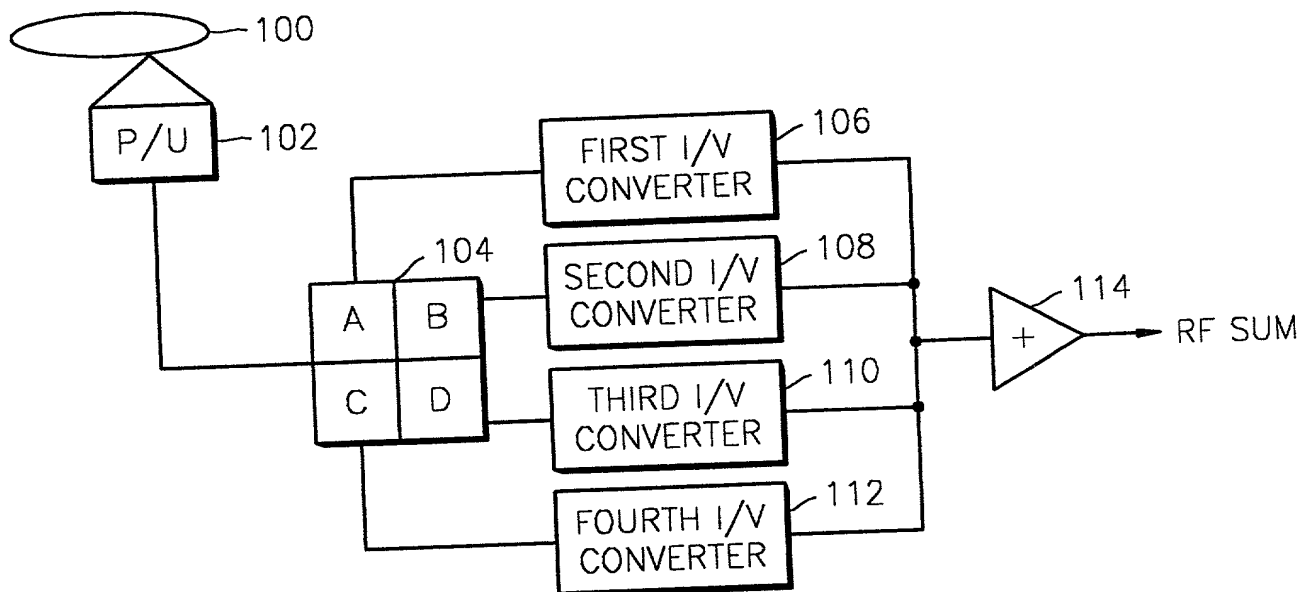 100
P/U
102
FIRST I/V
CONVERTER
106
104
A
B
C
D
SECOND I/V
CONVERTER
108
THIRD I/V
CONVERTER
110
FOURTH I/V
CONVERTER
112
114
+
RF SUM